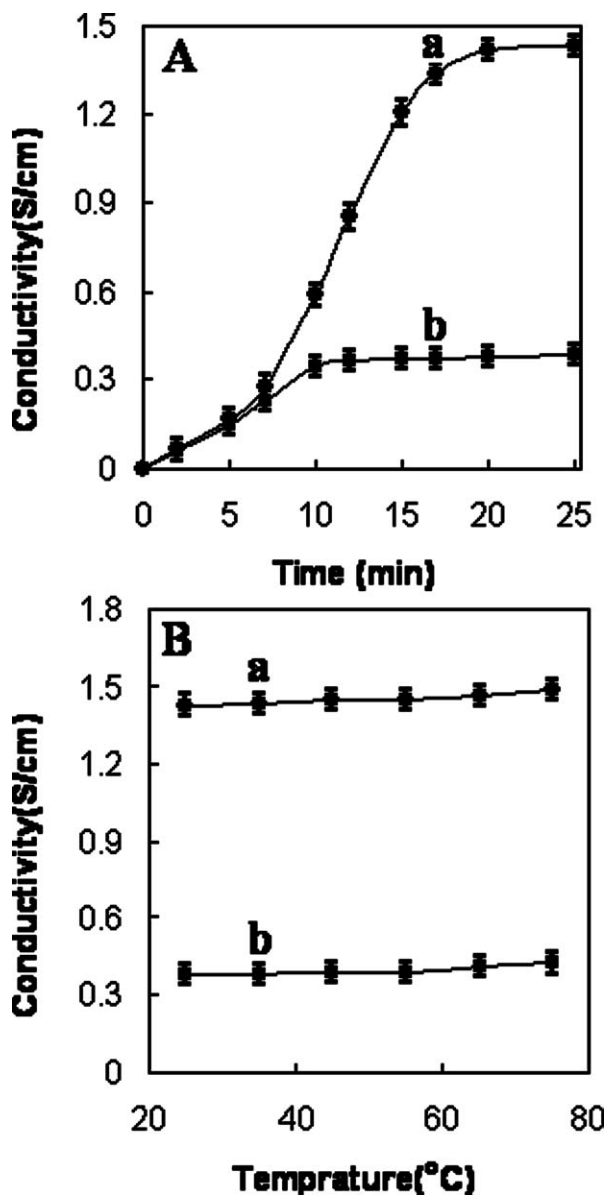 1.5
A
a
1.2
0.9
0.6
b
0.3
0
0 5 10 15 20 25
Conductivity(S/cm)
Time (min)
1.8
B
a
1.5
1.2
0.9
0.6
b
0.3
0
20 40 60 80
Conductivity(S/cm)
Temprature(°C)